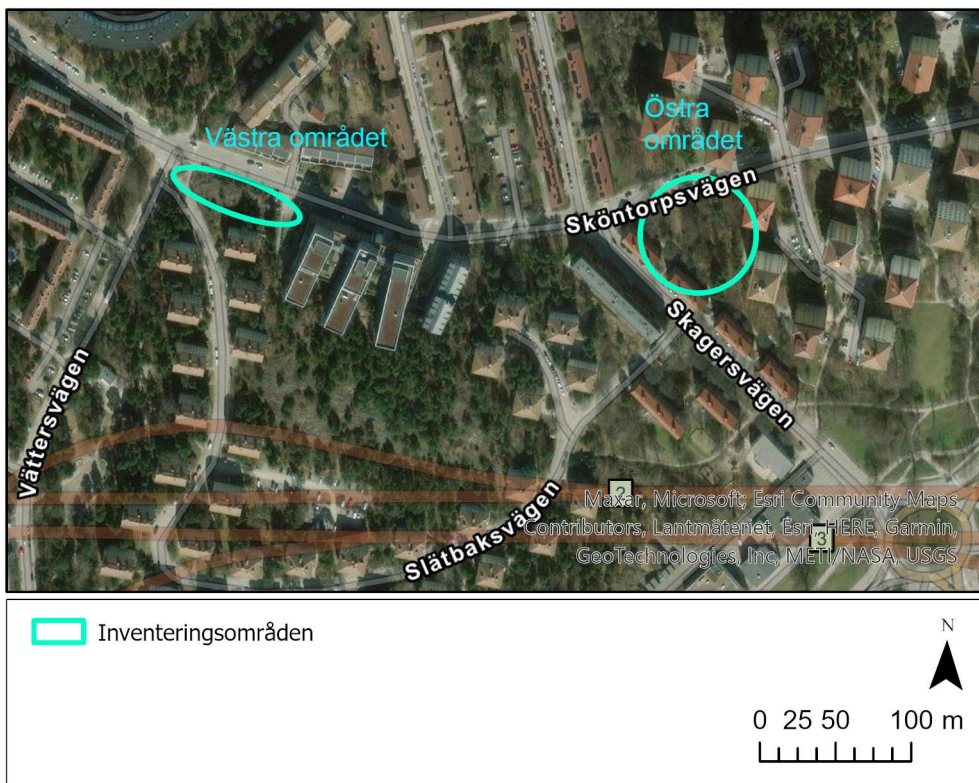 Västra området
Östra
området
Sköntorpsvägen
Skagersvägen
Vättersvägen
Slätbaksvägen
2
73
Maxar, Microsoft, Esri Community Maps
Contributors, Lantmäteriet, Esri, HERE, Garmin,
GeoTechnologies, Inc, METI/NASA, USGS
Inventeringsområden
N
0 25 50 100 m